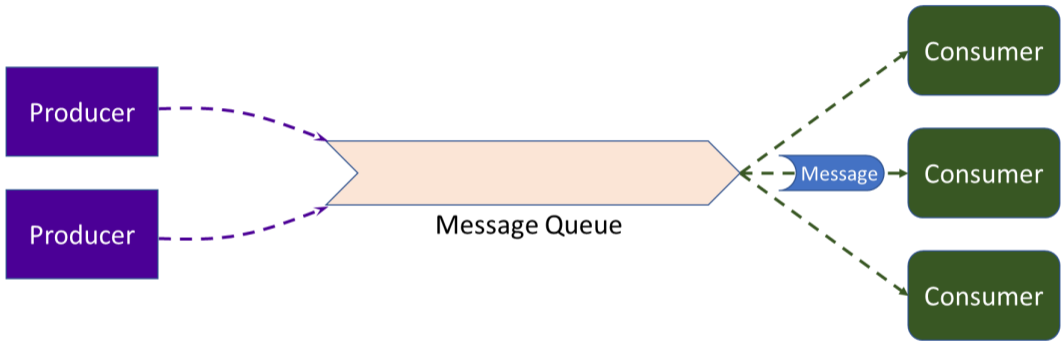 Producer
Producer
Message Queue
Message
Consumer
Consumer
Consumer